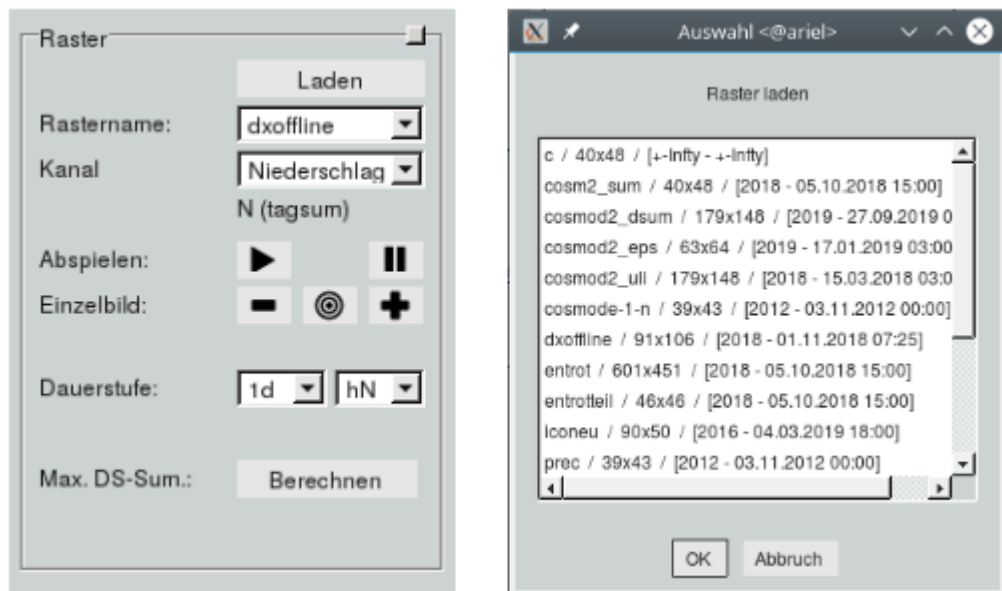 Raster
Laden
Rastername: dxoffline
Kanal Niederschlag
N (tagsum)
Abspielen:
Einzelbild:
Dauerstufe: 1d hN
Max. DS-Sum.: Berechnen
Auswahl <@ariel>
Raster laden
c / 40x48 / [+-Infty - +-Infty]
cosm2_sum / 40x48 / [2018 - 05.10.2018 15:00]
cosmod2_dsum / 179x148 / [2019 - 27.09.2019 0
cosmod2_eps / 63x64 / [2019 - 17.01.2019 03:00
cosmod2_uli / 179x148 / [2018 - 15.03.2018 03:0
cosmode-1-n / 39x43 / [2012 - 03.11.2012 00:00]
dxoffline / 91x106 / [2018 - 01.11.2018 07:25]
entrot / 601x451 / [2018 - 05.10.2018 15:00]
entrotteil / 46x46 / [2018 - 05.10.2018 15:00]
iconeu / 90x50 / [2016 - 04.03.2019 18:00]
prec / 39x43 / [2012 - 03.11.2012 00:00]
OK Abbruch